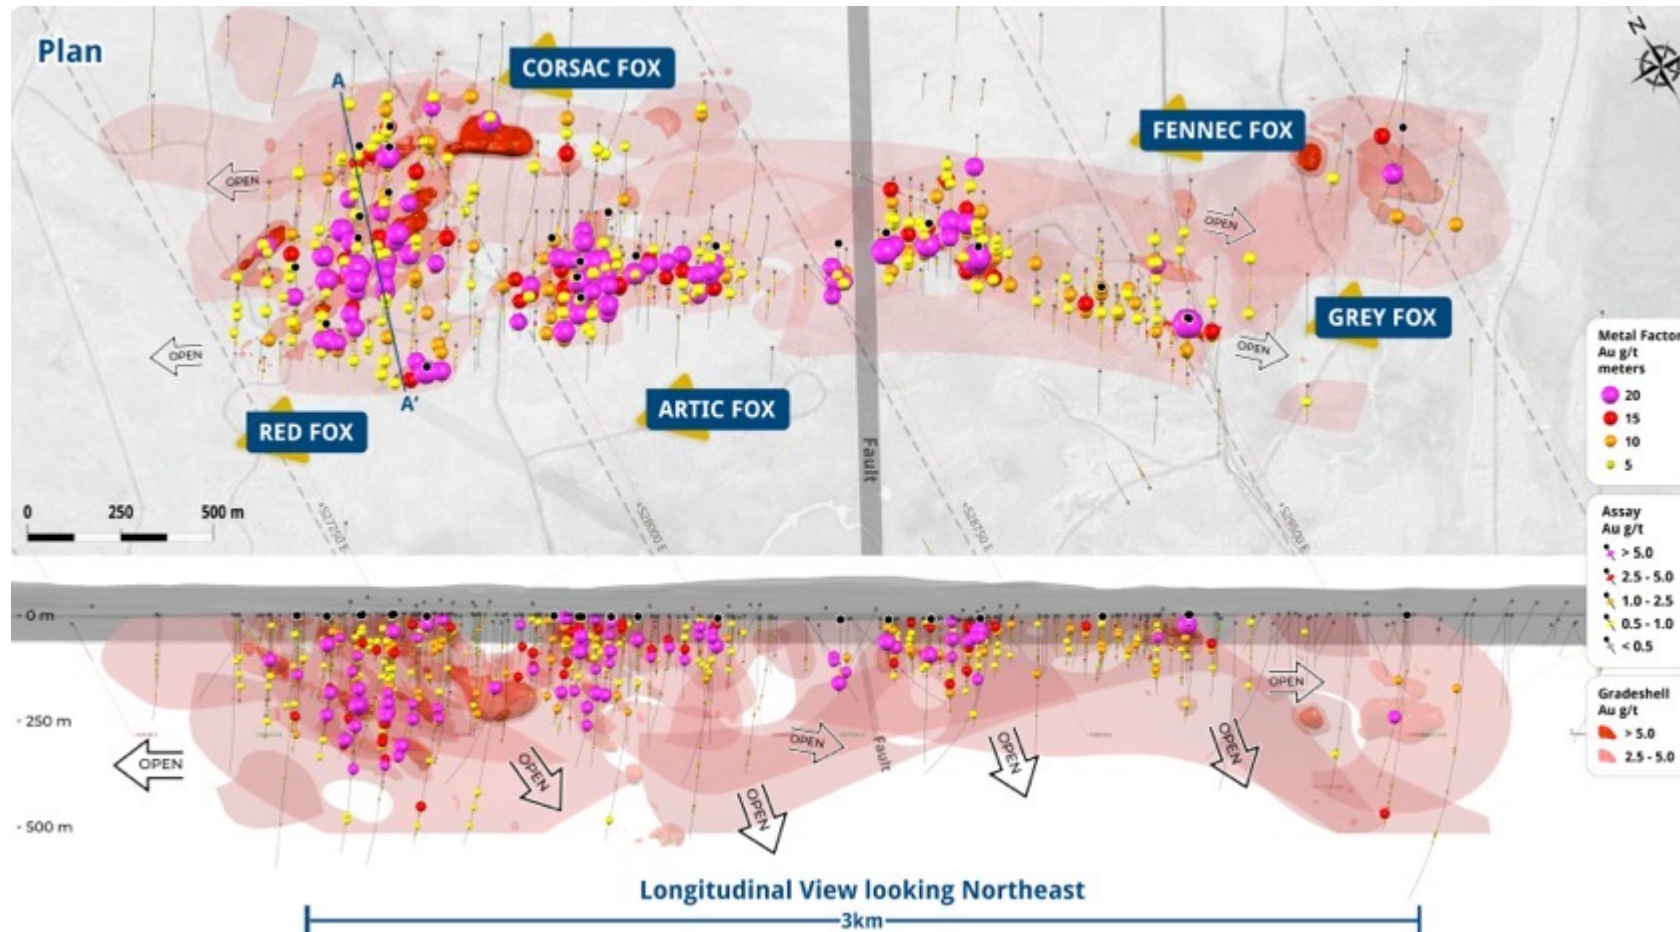 Plan
N
A
CORSAC FOX
FENNEC FOX
OPEN
OPEN
GREY FOX
OPEN
OPEN
A'
ARTIC FOX
RED FOX
Fault
0 250 500 m
Metal Factor
Au g/t
meters
20
15
10
5
Assay
Au g/t
> 5.0
2.5 - 5.0
1.0 - 2.5
0.5 - 1.0
< 0.5
Gradeshell
Au g/t
> 5.0
2.5 - 5.0
- 0 m
- 250 m
- 500 m
OPEN
OPEN
OPEN
OPEN
Fault
OPEN
OPEN
OPEN
Longitudinal View looking Northeast
3km